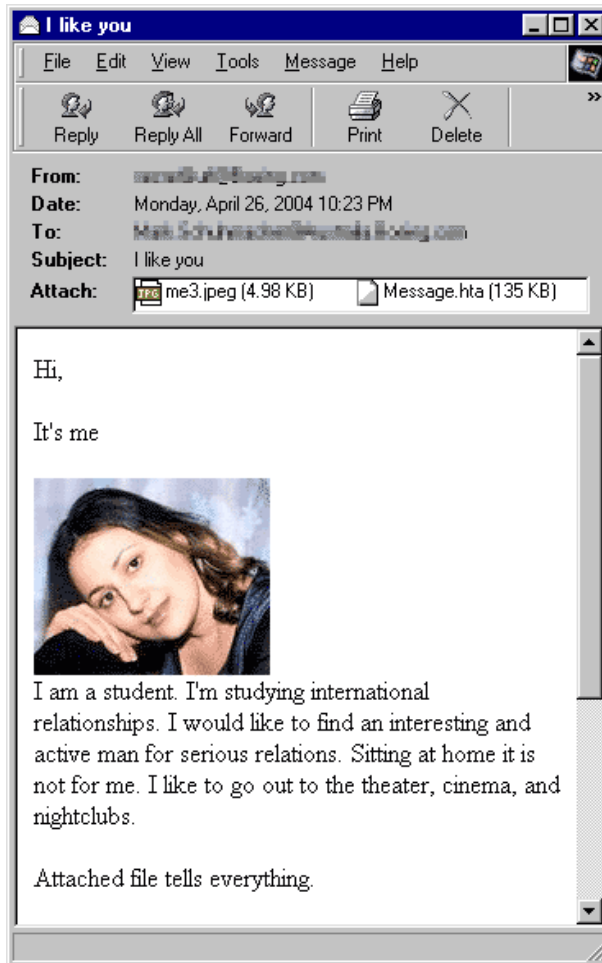 I like you
File Edit View Tools Message Help
Reply Reply All Forward Print Delete
From:
Date: Monday, April 26, 2004 10:23 PM
To:
Subject: I like you
Attach: me3.jpeg (4.98 KB) Message.hta (135 KB)
Hi,
It's me
I am a student. I'm studying international
relationships. I would like to find an interesting and
active man for serious relations. Sitting at home it is
not for me. I like to go out to the theater, cinema, and
nightclubs.
Attached file tells everything.